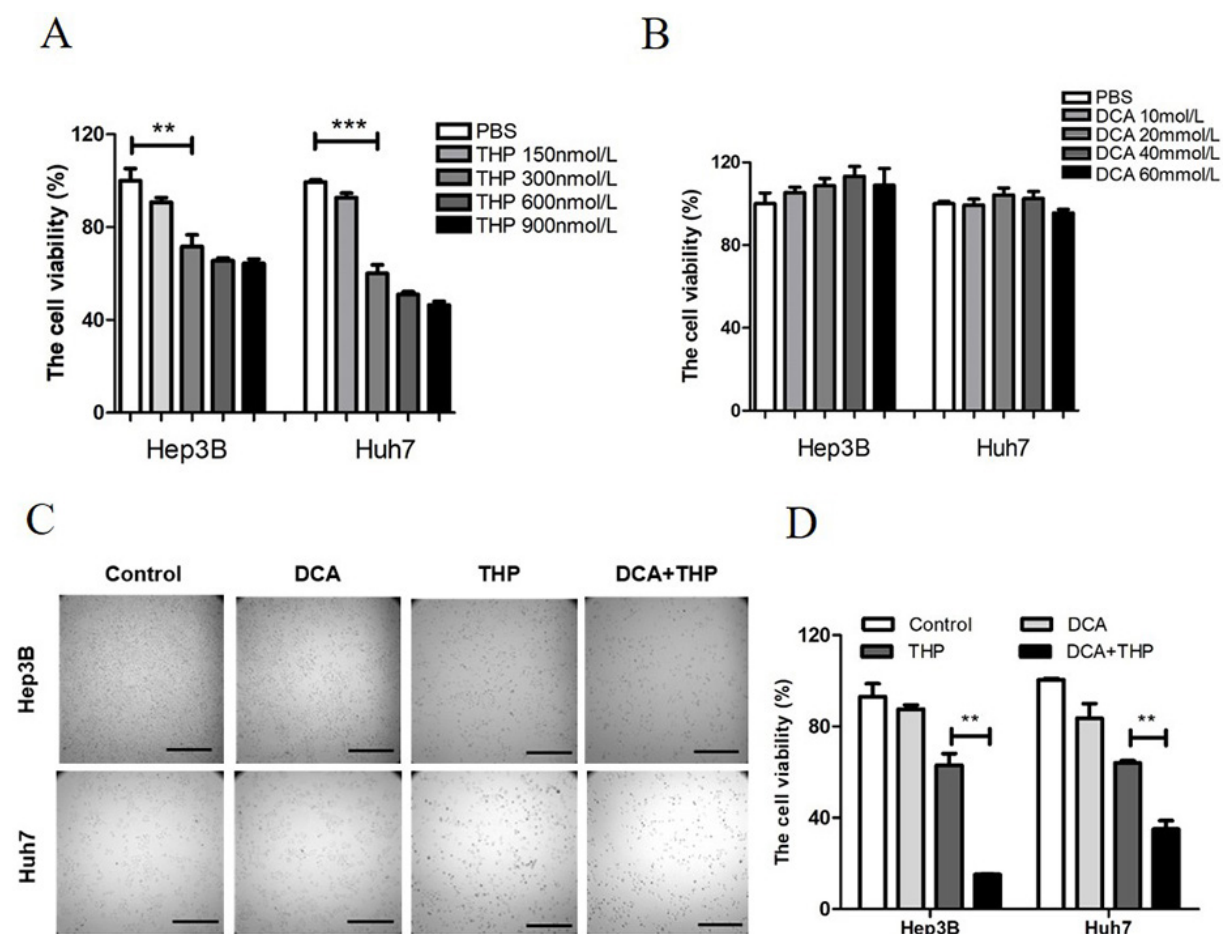 A
B
The cell viability (%)
120
80
40
0
**
***
PBS
THP 150nmol/L
THP 300nmol/L
THP 600nmol/L
THP 900nmol/L
Hep3B
Huh7
The cell viability (%)
120
80
40
0
PBS
DCA 10mol/L
DCA 20mmol/L
DCA 40mmol/L
DCA 60mmol/L
Hep3B
Huh7
C
Control
DCA
THP
DCA+THP
Hep3B
Huh7
D
The cell viability (%)
120
80
40
0
Control
DCA
THP
DCA+THP
**
**
Hep3B
Huh7